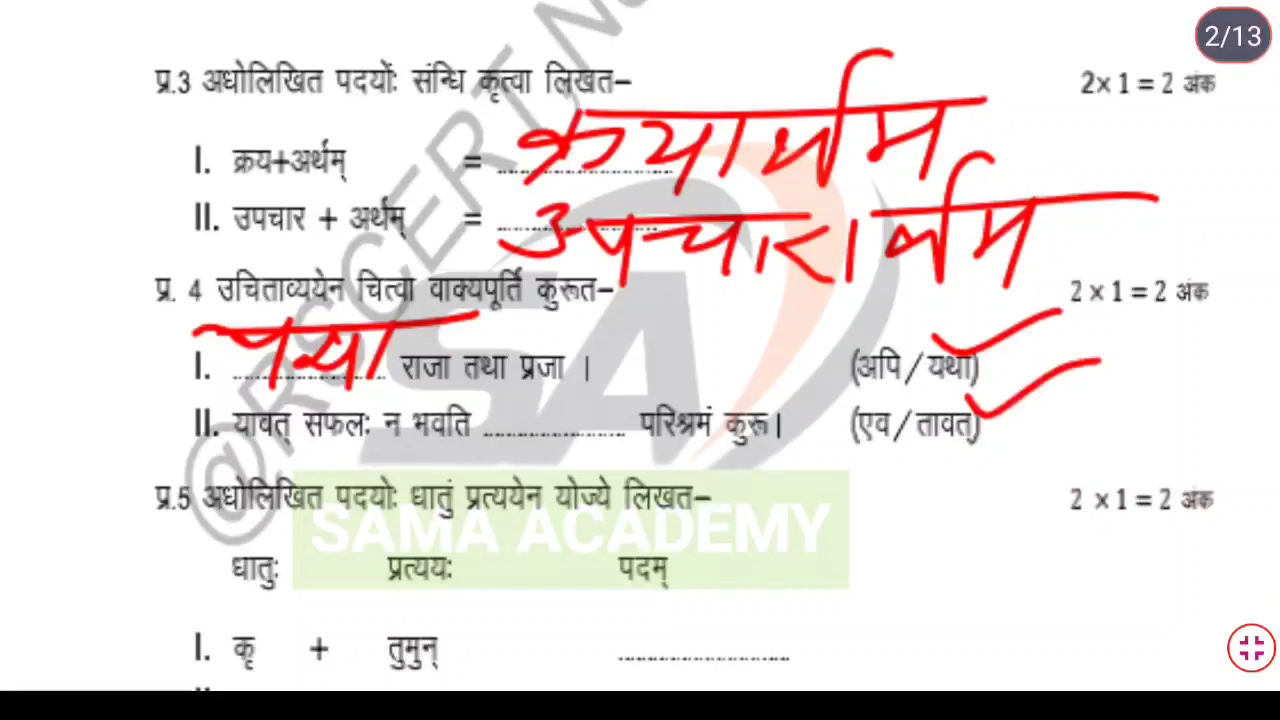 2/13
प्र.3 अधोलिखित पदयोः संन्धि कृत्वा लिखत– 2× 1 = 2 अंक
I. क्रय+अर्थम् = .......................... क्रयार्थम
II. उपचार + अर्थम् = .......................... उपचारार्थम
प्र. 4 उचिताव्ययेन चित्वा वाक्यपूर्ति कुरूत– 2 × 1 = 2 अंक
यथा
I. ....................... राजा तथा प्रजा । (अपि / यथा)
II. यावत् सफलः न भवति ..................... परिश्रमं कुरू। (एव / तावत्)
प्र.5 अधोलिखित पदयोः धातुं प्रत्ययेन योज्ये लिखत– 2 × 1 = 2 अंक
SAMA ACADEMY
धातुः प्रत्ययः पदम्
I. कृ + तुमुन् .........................